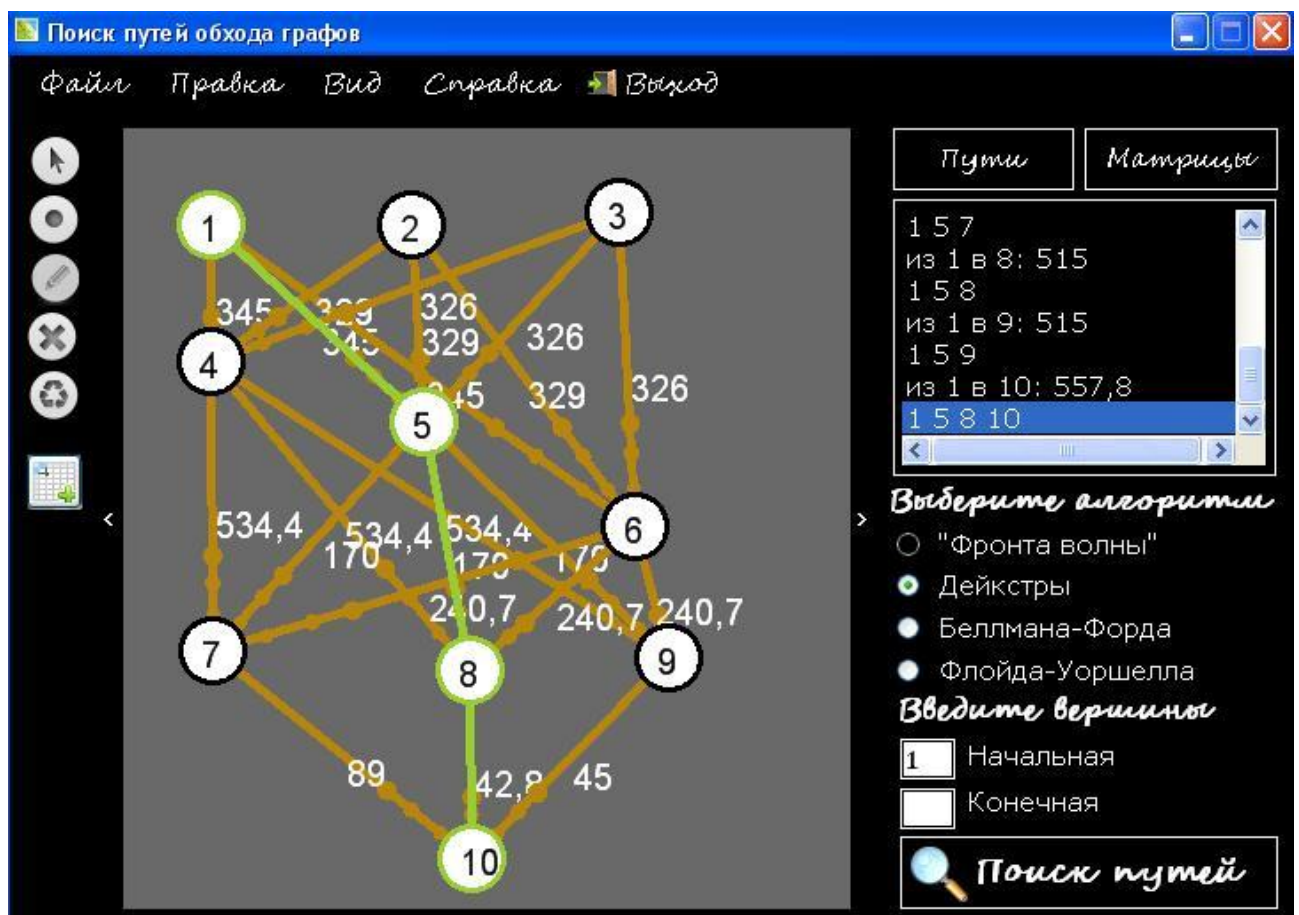 Поиск путей обхода графов
Файл Правка Вид Справка Выход
Пути Матрицы
1 5 7
из 1 в 8: 515
1 5 8
из 1 в 9: 515
1 5 9
из 1 в 10: 557,8
1 5 8 10
Выберите алгоритм
"Фронта волны"
Дейкстры
Беллмана-Форда
Флойда-Уоршелла
Введите вершины
1 Начальная
Конечная
Поиск путей
1 2 3
345 329 326
345 329 326
4
329 326
5
6
534,4 534,4 534,4
170
240,7 240,7 240,7
7 8 9
89 42,8 45
10